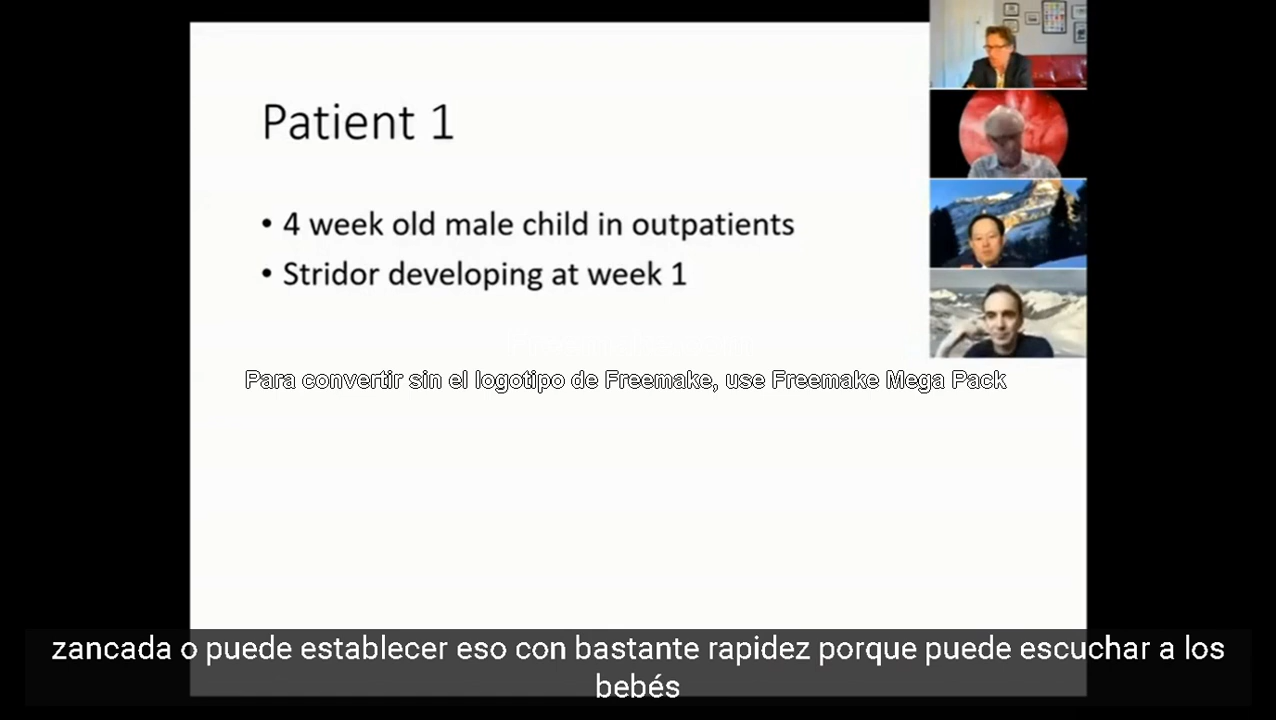 Patient 1
• 4 week old male child in outpatients
• Stridor developing at week 1
Para convertir sin el logotipo de Freemake, use Freemake Mega Pack
zancada o puede establecer eso con bastante rapidez porque puede escuchar a los
bebés